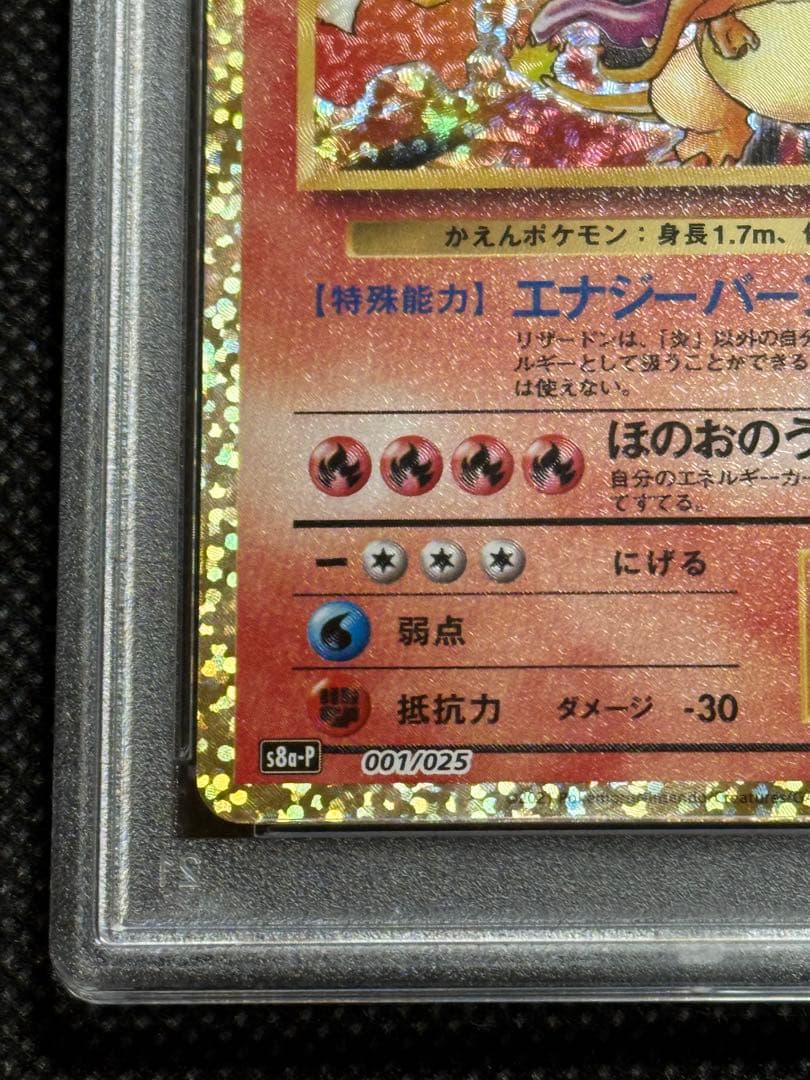 かえんポケモン：身長1.7m、
【特殊能力】 エナジーバー
リザードンは、「炎」以外の自分
ルギーとして扱うことができる
は使えない。
ほのおのう
自分のエネルギーカー
てすてる。
にげる
弱点
抵抗力 ダメージ -30
s8a-P 001/025